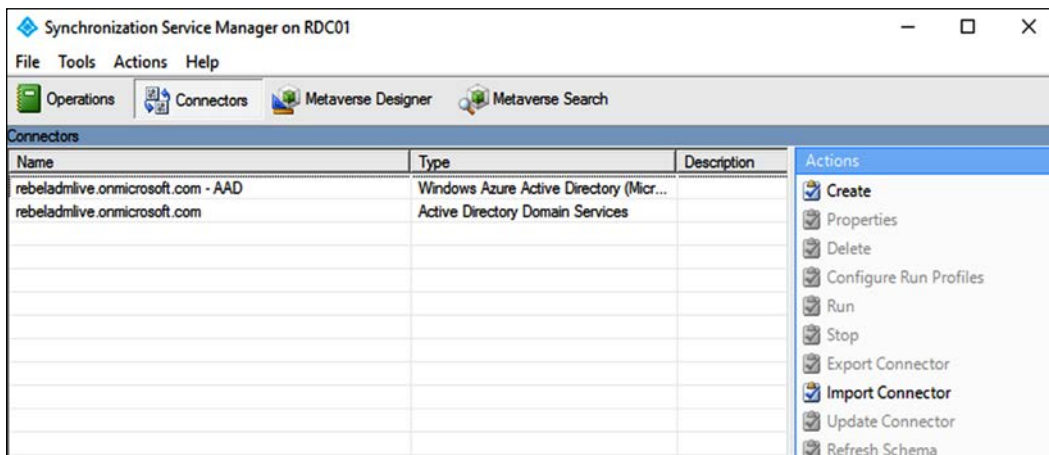 Synchronization Service Manager on RDC01
File Tools Actions Help
Operations Connectors Metaverse Designer Metaverse Search
Connectors
Name Type Description
rebeladmlive.onmicrosoft.com - AAD Windows Azure Active Directory (Micr...
rebeladmlive.onmicrosoft.com Active Directory Domain Services
Actions
Create
Properties
Delete
Configure Run Profiles
Run
Stop
Export Connector
Import Connector
Update Connector
Refresh Schema